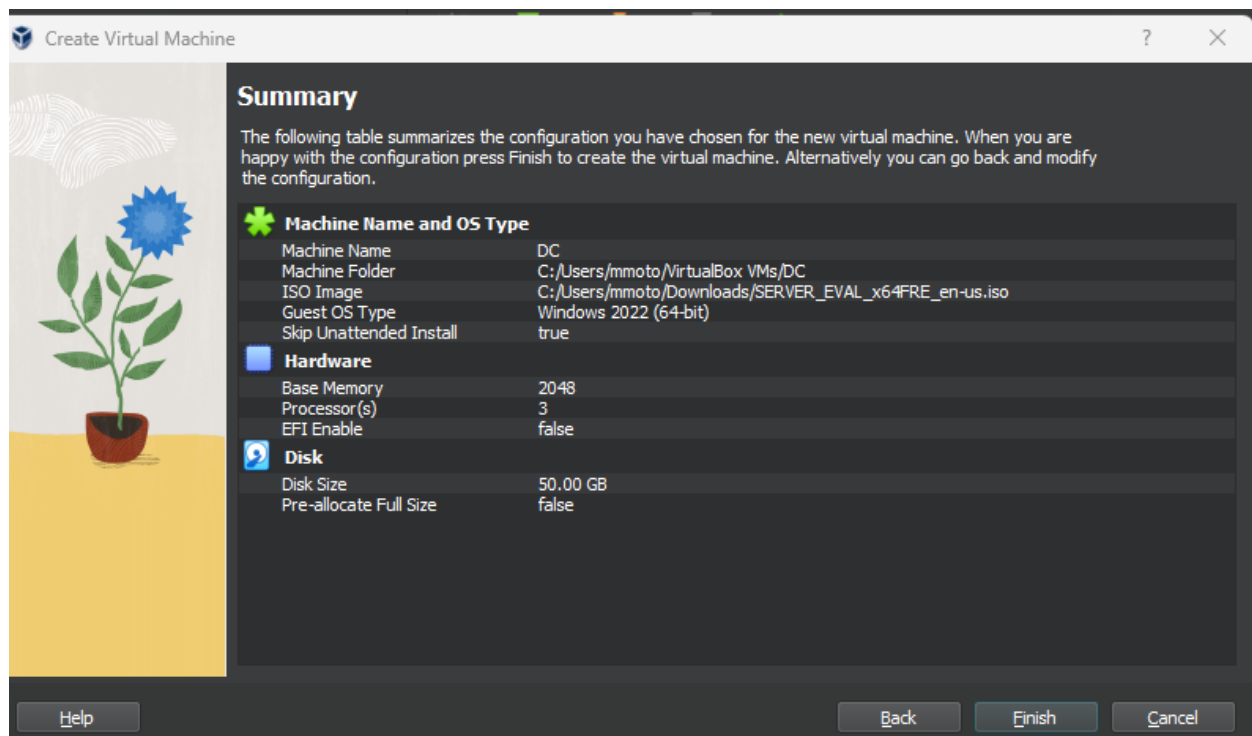 Create Virtual Machine
?
Summary
The following table summarizes the configuration you have chosen for the new virtual machine. When you are
happy with the configuration press Finish to create the virtual machine. Alternatively you can go back and modify
the configuration.
Machine Name and OS Type
Machine Name DC
Machine Folder C:/Users/mmoto/VirtualBox VMs/DC
ISO Image C:/Users/mmoto/Downloads/SERVER_EVAL_x64FRE_en-us.iso
Guest OS Type Windows 2022 (64-bit)
Skip Unattended Install true
Hardware
Base Memory 2048
Processor(s) 3
EFI Enable false
Disk
Disk Size 50.00 GB
Pre-allocate Full Size false
Help Back Finish Cancel